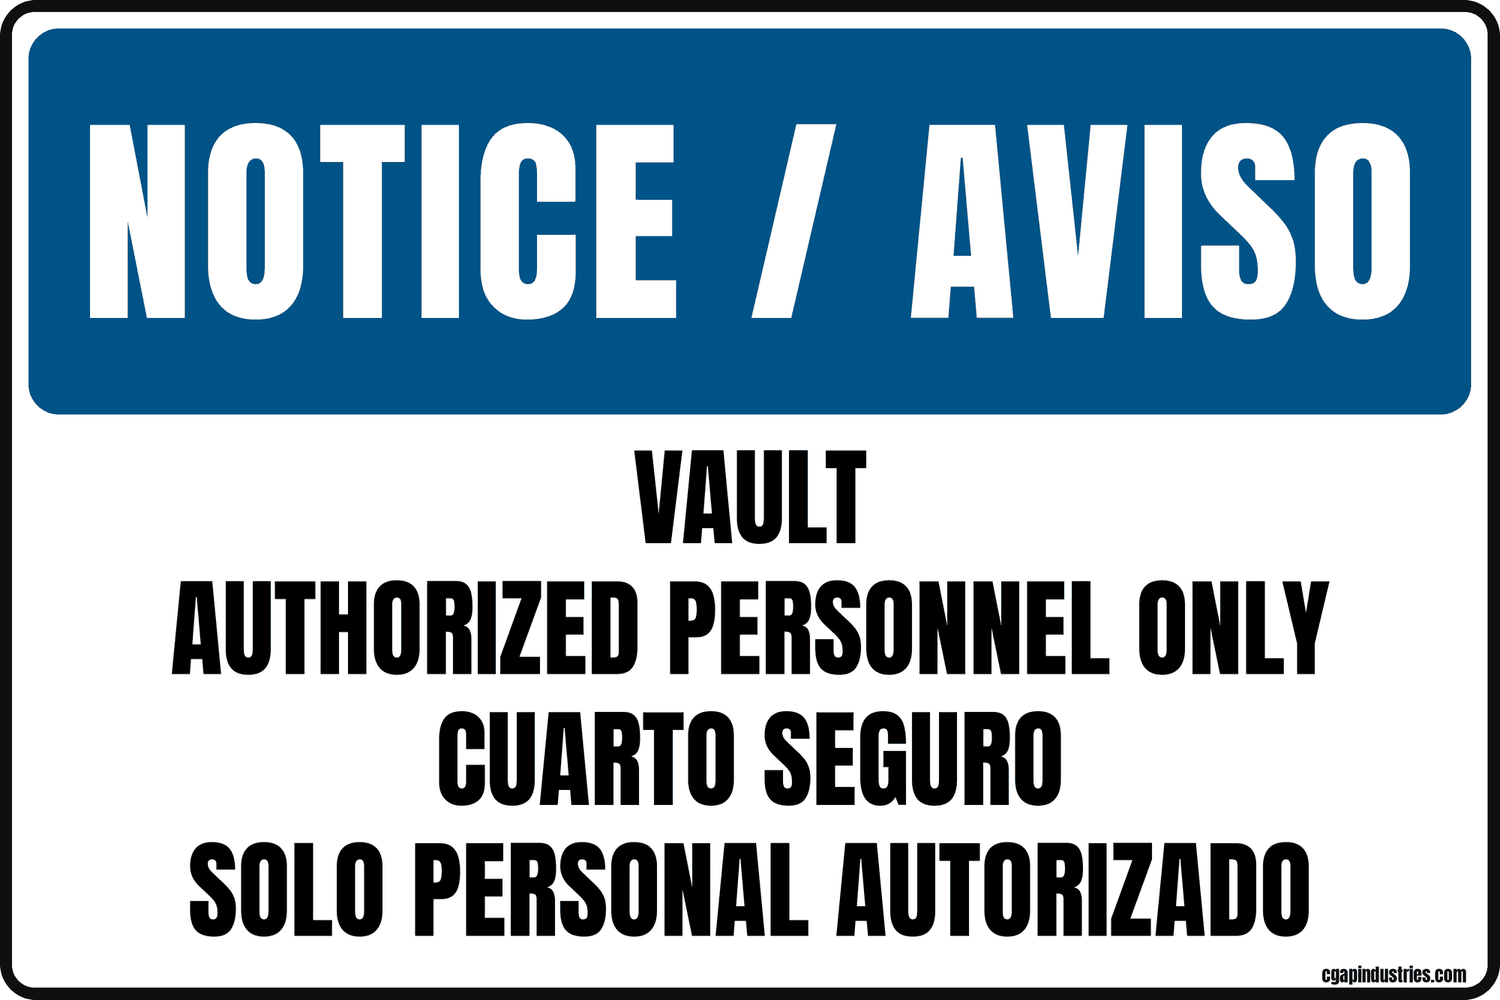 NOTICE / AVISO
VAULT
AUTHORIZED PERSONNEL ONLY
CUARTO SEGURO
SOLO PERSONAL AUTORIZADO
cgapindustries.com